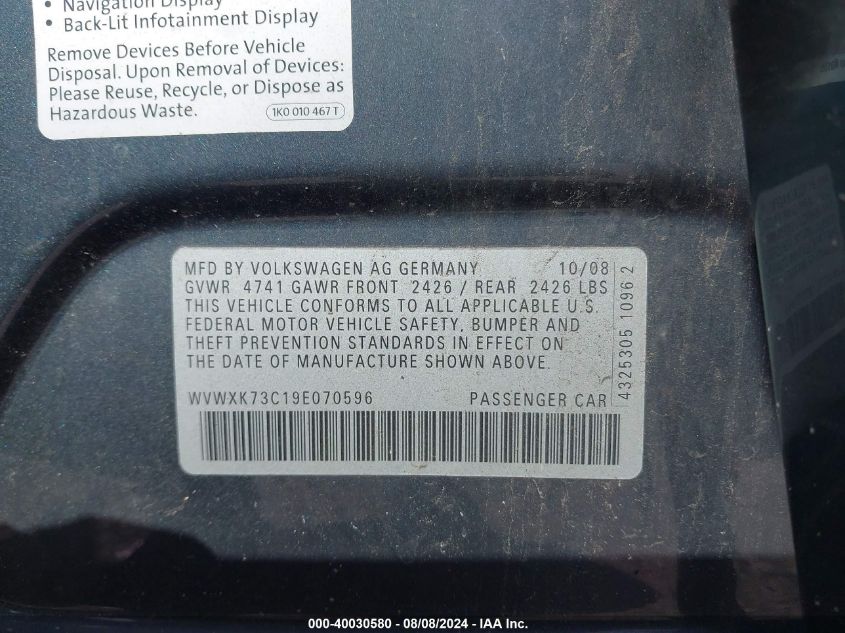 • Navigation Display
• Back-Lit Infotainment Display
Remove Devices Before Vehicle
Disposal. Upon Removal of Devices:
Please Reuse, Recycle, or Dispose as
Hazardous Waste.
1K0 010 467 T
MFD BY VOLKSWAGEN AG GERMANY 10/08
GVWR 4741 GAWR FRONT 2426 / REAR 2426 LBS
THIS VEHICLE CONFORMS TO ALL APPLICABLE U.S.
FEDERAL MOTOR VEHICLE SAFETY, BUMPER AND
THEFT PREVENTION STANDARDS IN EFFECT ON
THE DATE OF MANUFACTURE SHOWN ABOVE.
WVWXK73C19E070596 PASSENGER CAR
4325305 1096 2
000-40030580 - 08/08/2024 - IAA Inc.